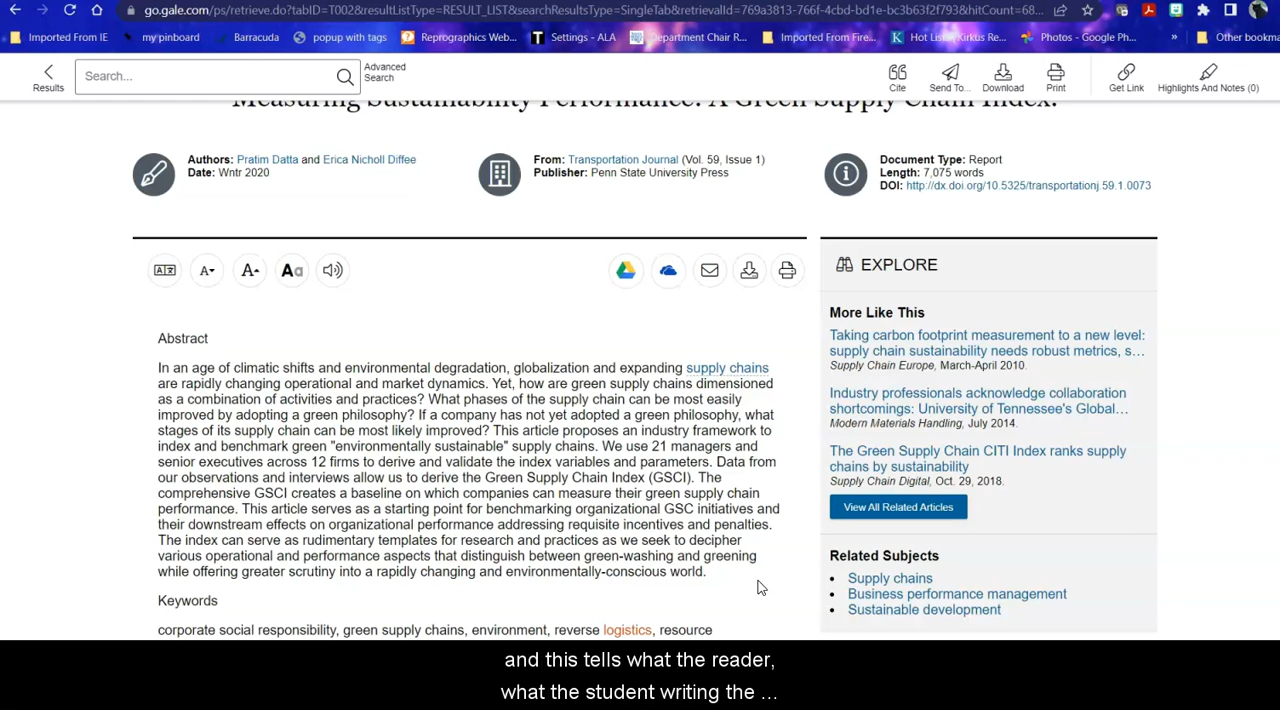 go.gale.com/ps/retrieve.do?tabID=T002&resultListType=RESULT_LIST&searchResultsType=SingleTab&retrievalId=769a3813-766f-4cbd-bd1e-bc3b63f2f793&hitCount=68...
Imported From IE my pinboard Barracuda popup with tags Reprographics Web... Settings - ALA Department Chair R... Imported From Fire... Hot List | Kirkus Re... Photos - Google Ph... » Other bookma
Results Search... Advanced Search Cite Send To... Download Print Get Link Highlights And Notes (0)
Measuring Sustainability Performance: A Green Supply Chain Index.
Authors: Pratim Datta and Erica Nicholl Diffee
Date: Wntr 2020
From: Transportation Journal (Vol. 59, Issue 1)
Publisher: Penn State University Press
Document Type: Report
Length: 7,075 words
DOI: http://dx.doi.org/10.5325/transportationj.59.1.0073
Abstract
In an age of climatic shifts and environmental degradation, globalization and expanding supply chains
are rapidly changing operational and market dynamics. Yet, how are green supply chains dimensioned
as a combination of activities and practices? What phases of the supply chain can be most easily
improved by adopting a green philosophy? If a company has not yet adopted a green philosophy, what
stages of its supply chain can be most likely improved? This article proposes an industry framework to
index and benchmark green "environmentally sustainable" supply chains. We use 21 managers and
senior executives across 12 firms to derive and validate the index variables and parameters. Data from
our observations and interviews allow us to derive the Green Supply Chain Index (GSCI). The
comprehensive GSCI creates a baseline on which companies can measure their green supply chain
performance. This article serves as a starting point for benchmarking organizational GSC initiatives and
their downstream effects on organizational performance addressing requisite incentives and penalties.
The index can serve as rudimentary templates for research and practices as we seek to decipher
various operational and performance aspects that distinguish between green-washing and greening
while offering greater scrutiny into a rapidly changing and environmentally-conscious world.
Keywords
corporate social responsibility, green supply chains, environment, reverse logistics, resource
EXPLORE
More Like This
Taking carbon footprint measurement to a new level:
supply chain sustainability needs robust metrics, s...
Supply Chain Europe, March-April 2010.
Industry professionals acknowledge collaboration
shortcomings: University of Tennessee's Global...
Modern Materials Handling, July 2014.
The Green Supply Chain CITI Index ranks supply
chains by sustainability
Supply Chain Digital, Oct. 29, 2018.
View All Related Articles
Related Subjects
• Supply chains
• Business performance management
• Sustainable development
and this tells what the reader,
what the student writing the ...